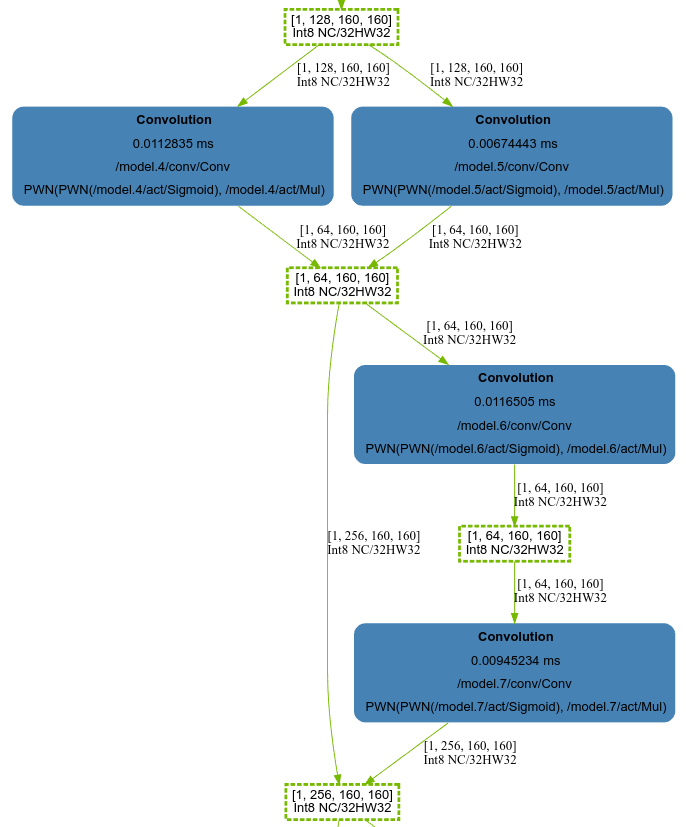 [1, 128, 160, 160]
Int8 NC/32HW32
[1, 128, 160, 160]
Int8 NC/32HW32
[1, 128, 160, 160]
Int8 NC/32HW32
Convolution
0.0112835 ms
/model.4/conv/Conv
PWN(PWN(/model.4/act/Sigmoid), /model.4/act/Mul)
Convolution
0.00674443 ms
/model.5/conv/Conv
PWN(PWN(/model.5/act/Sigmoid), /model.5/act/Mul)
[1, 64, 160, 160]
Int8 NC/32HW32
[1, 64, 160, 160]
Int8 NC/32HW32
[1, 64, 160, 160]
Int8 NC/32HW32
[1, 64, 160, 160]
Int8 NC/32HW32
Convolution
0.0116505 ms
/model.6/conv/Conv
PWN(PWN(/model.6/act/Sigmoid), /model.6/act/Mul)
[1, 64, 160, 160]
Int8 NC/32HW32
[1, 256, 160, 160]
Int8 NC/32HW32
[1, 64, 160, 160]
Int8 NC/32HW32
[1, 64, 160, 160]
Int8 NC/32HW32
Convolution
0.00945234 ms
/model.7/conv/Conv
PWN(PWN(/model.7/act/Sigmoid), /model.7/act/Mul)
[1, 256, 160, 160]
Int8 NC/32HW32
[1, 256, 160, 160]
Int8 NC/32HW32